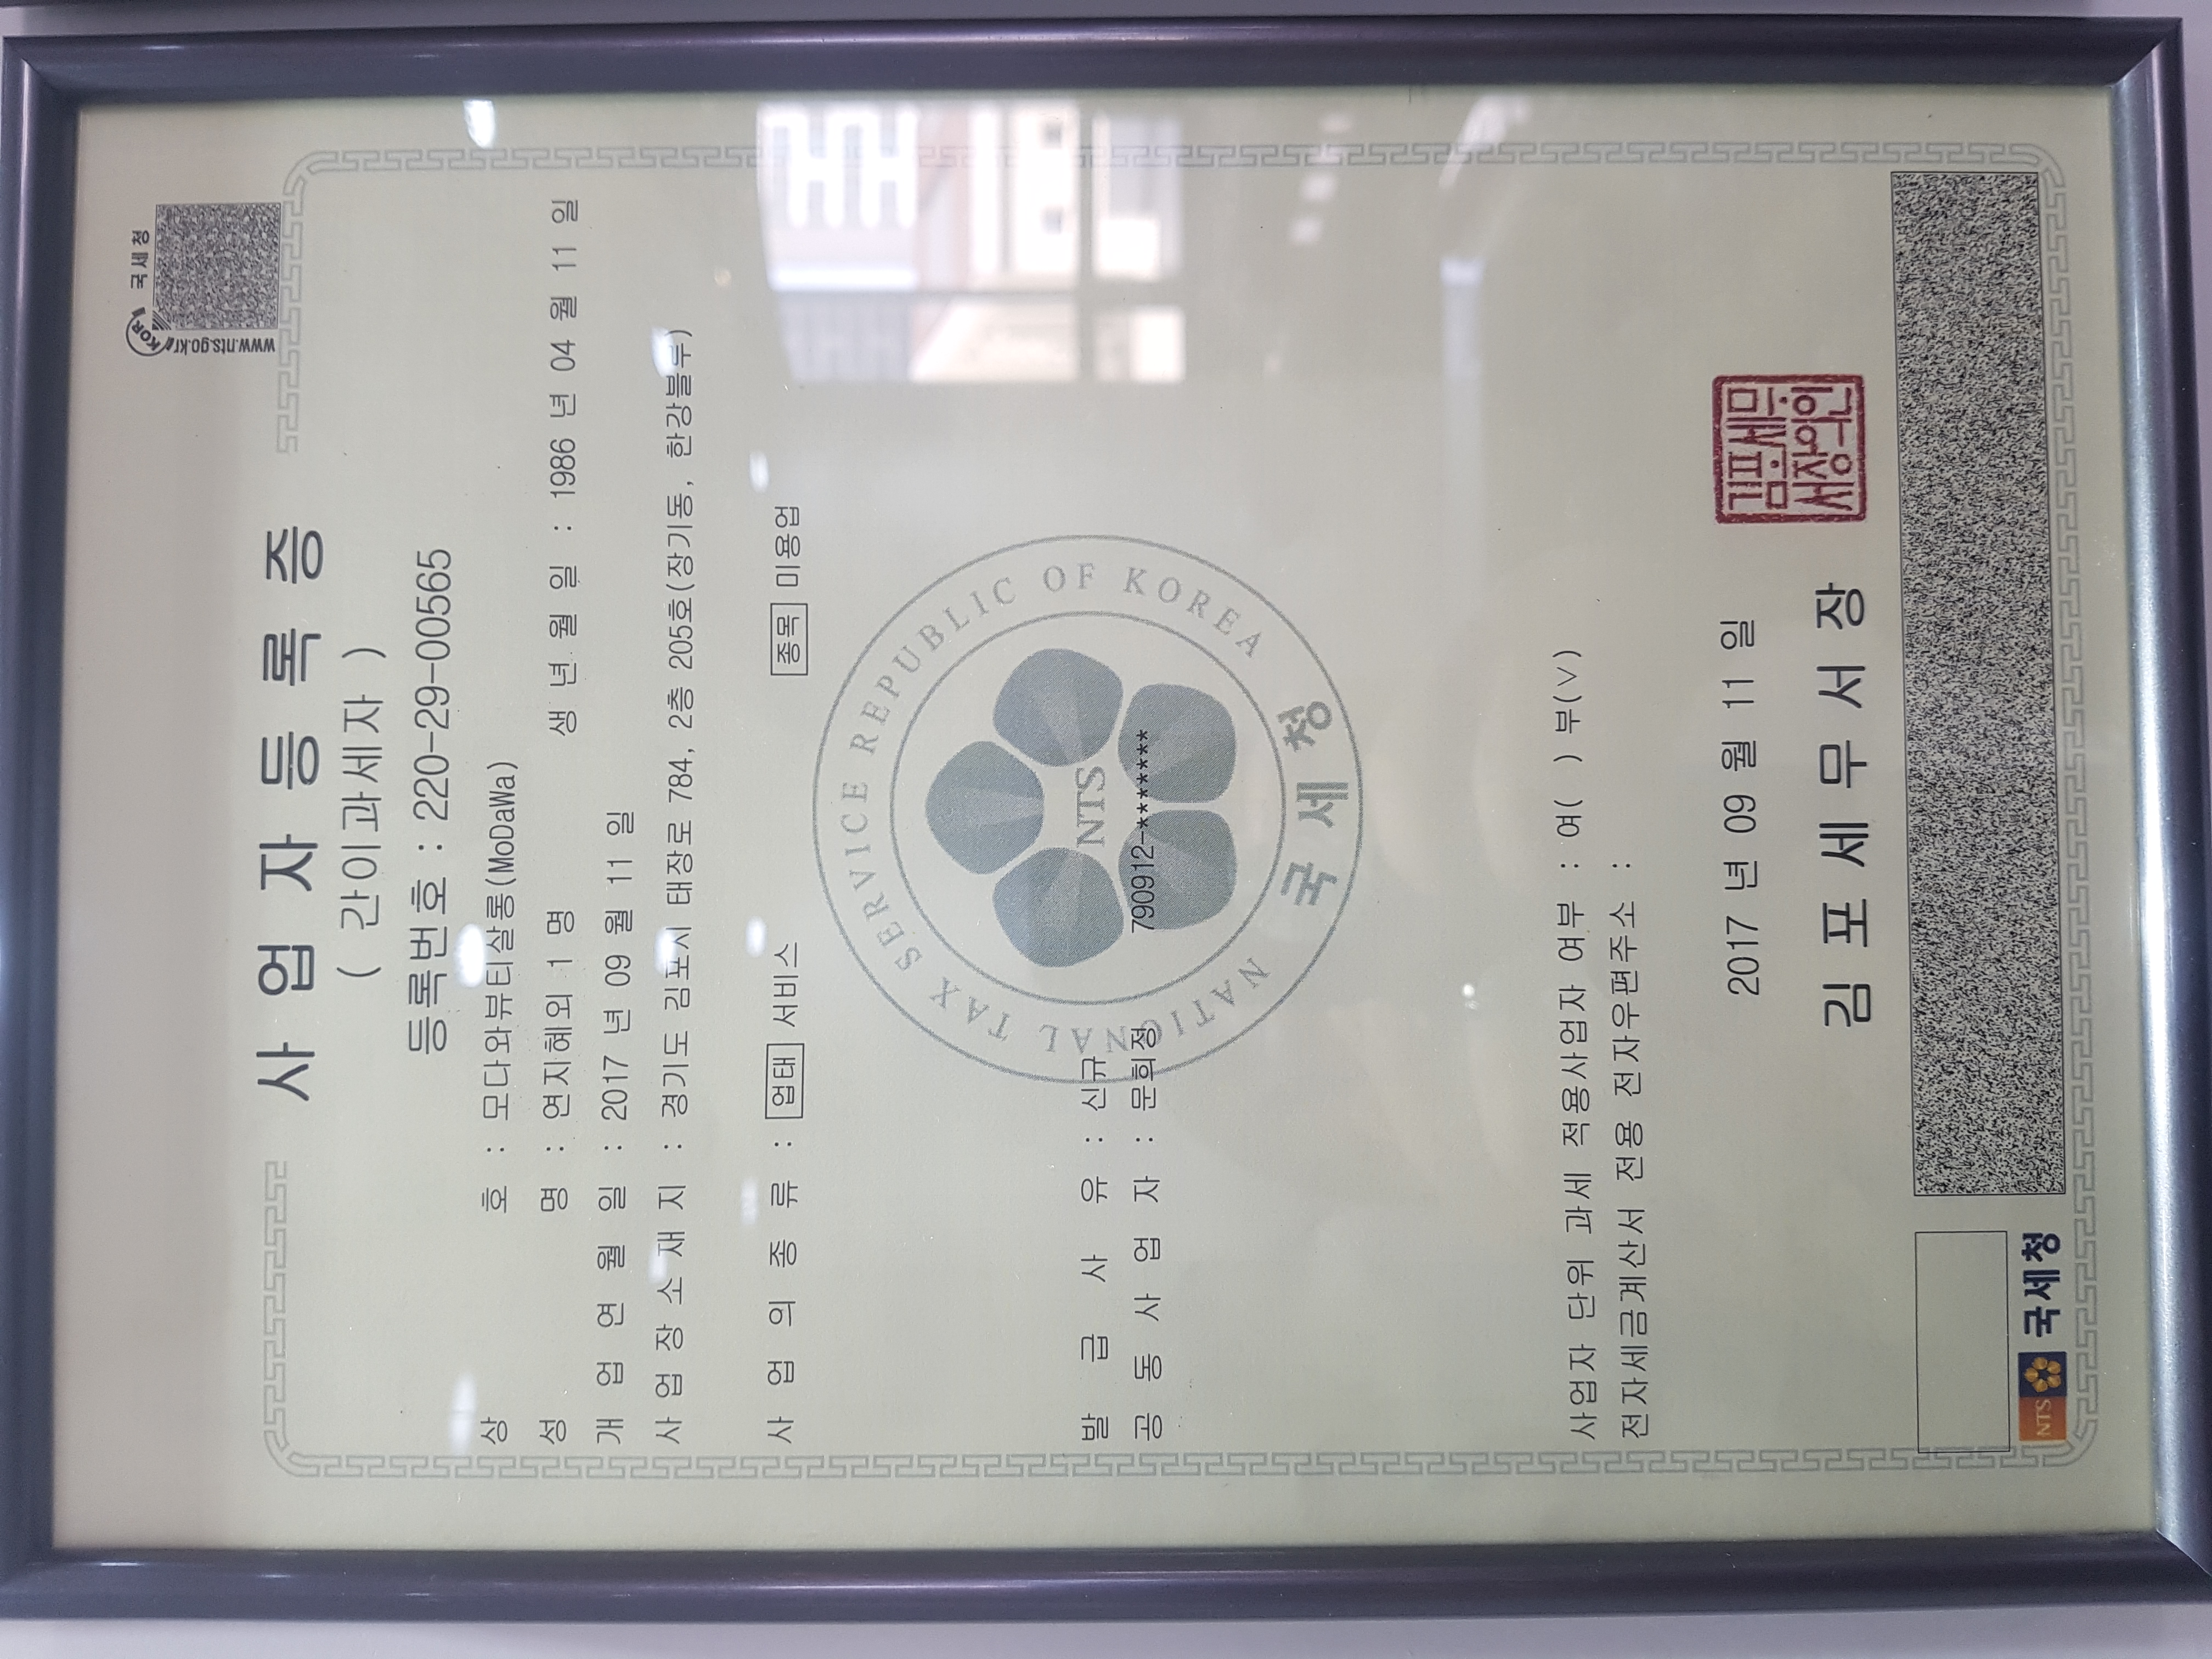 국세청
KOR
www.nts.go.kr
사업자등록증
( 간이과세자 )
등록번호 : 220-29-00565
상 호 : 모다와뷰티살롱(MoDaWa)
성 명 : 연지혜외 1 명 생 년 월 일 : 1986 년 04 월 11 일
개 업 연 월 일 : 2017 년 09 월 11 일
사 업 장 소 재 지 : 경기도 김포시 태장로 784, 2층 205호(장기동, 한강블루)
사 업 의 종 류 : 업태 서비스 종목 미용업
NATIONAL TAX SERVICE REPUBLIC OF KOREA
NTS
국세청
발 급 사 유 : 신규
공 동 사 업 자 : 문희정 790912-*******
사업자 단위 과세 적용사업자 여부 : 여( ) 부(∨)
전자세금계산서 전용 전자우편주소 :
2017 년 09 월 11 일
김 포 세 무 서 장
김포세무
서장의인
NTS 국세청